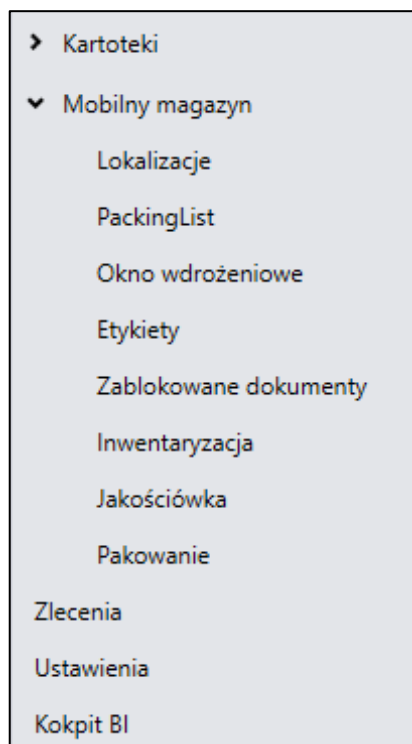 Kartoteki
Mobilny magazyn
Lokalizacje
PackingList
Okno wdrożeniowe
Etykiety
Zablokowane dokumenty
Inwentaryzacja
Jakościówka
Pakowanie
Zlecenia
Ustawienia
Kokpit BI